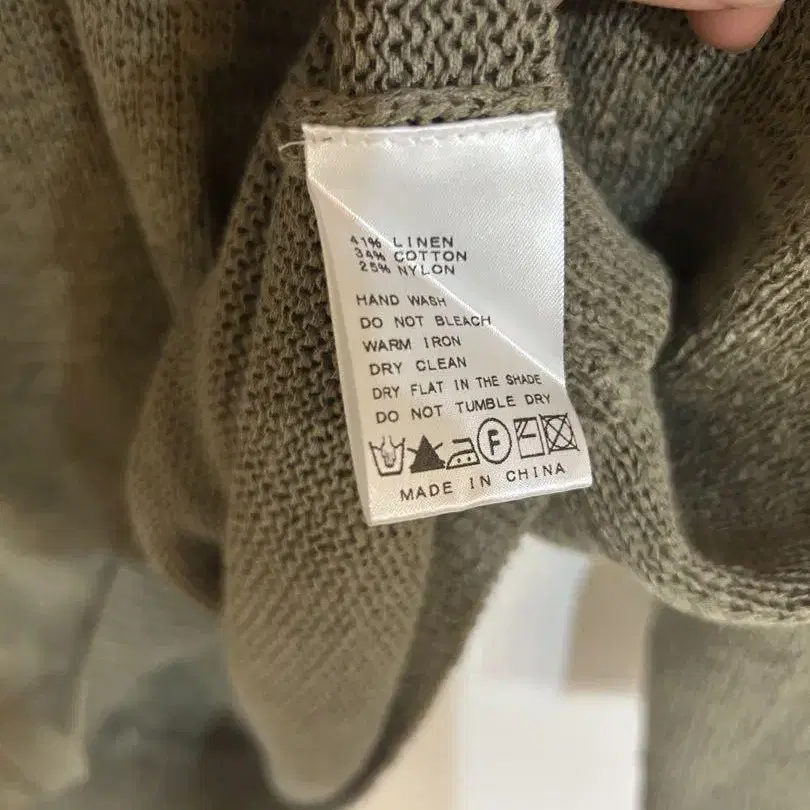 41% LINEN
34% COTTON
25% NYLON
HAND WASH
DO NOT BLEACH
WARM IRON
DRY CLEAN
DRY FLAT IN THE SHADE
DO NOT TUMBLE DRY
F
MADE IN CHINA